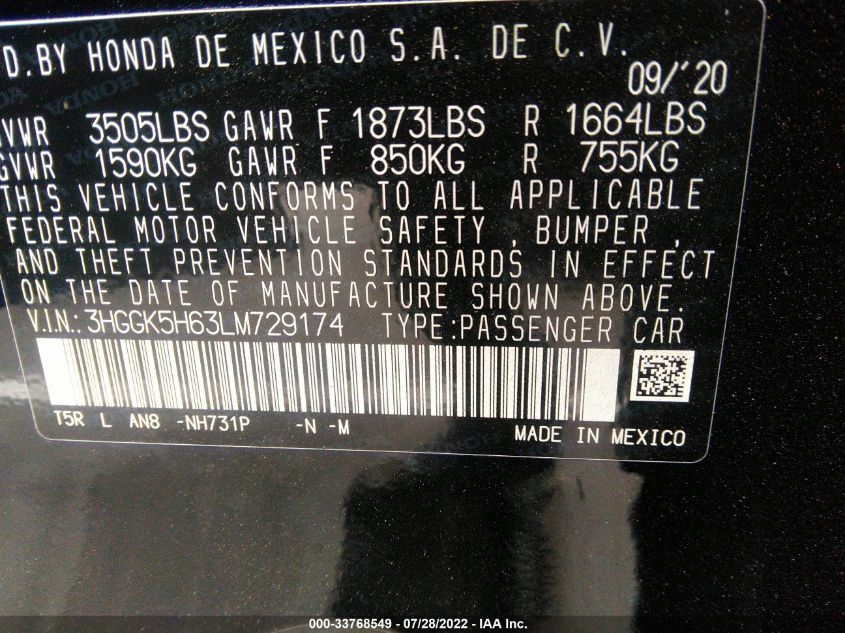 D.BY HONDA DE MEXICO S.A. DE C.V.
09/'20
VWR 3505LBS GAWR F 1873LBS R 1664LBS
GVWR 1590KG GAWR F 850KG R 755KG
THIS VEHICLE CONFORMS TO ALL APPLICABLE
FEDERAL MOTOR VEHICLE SAFETY , BUMPER ,
AND THEFT PREVENTION STANDARDS IN EFFECT
ON THE DATE OF MANUFACTURE SHOWN ABOVE.
V.I.N.: 3HGGK5H63LM729174 TYPE:PASSENGER CAR
T5R L AN8 -NH731P -N -M MADE IN MEXICO
000-33768549 - 07/28/2022 - IAA Inc.